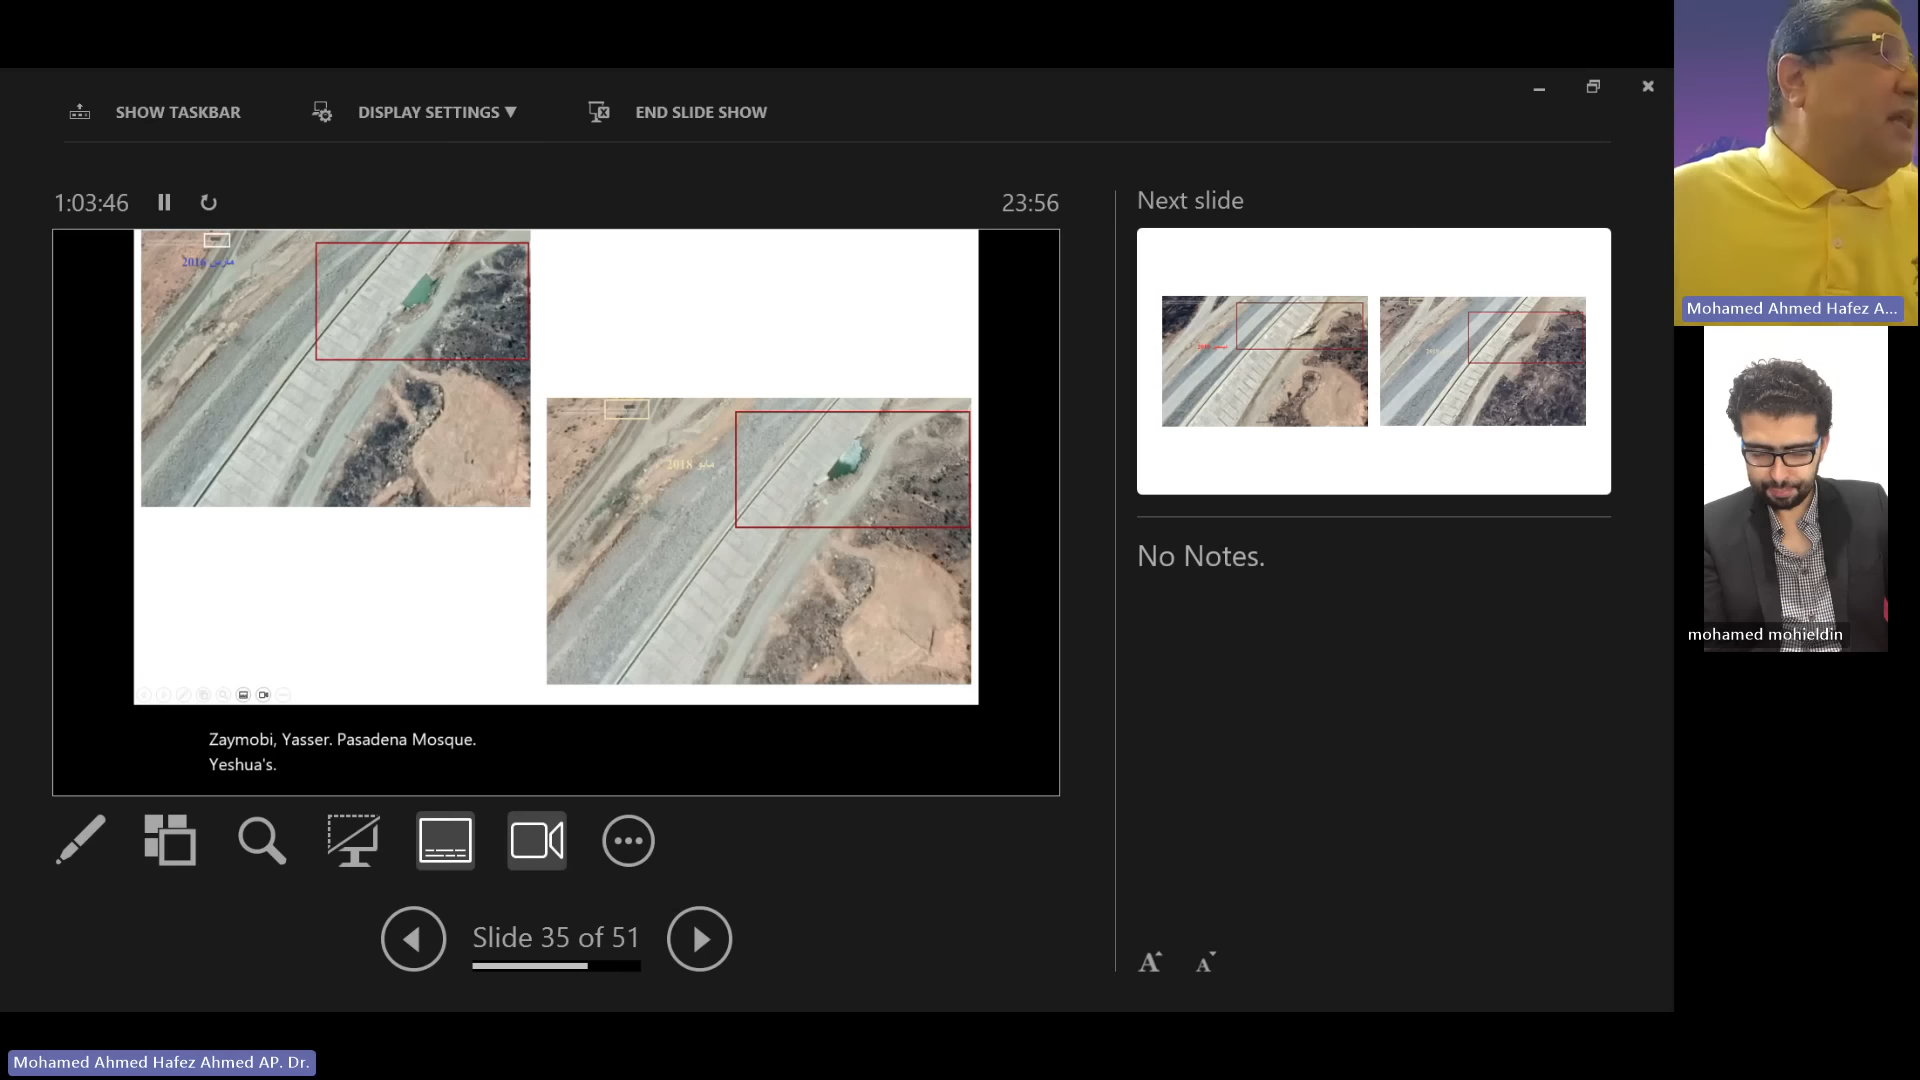 SHOW TASKBAR
DISPLAY SETTINGS ▼
END SLIDE SHOW
1:03:46
23:56
Next slide
مارس 2016
مايو 2018
Zaymobi, Yasser. Pasadena Mosque.
Yeshua's.
No Notes.
Slide 35 of 51
A
A
Mohamed Ahmed Hafez A...
mohamed mohieldin
Mohamed Ahmed Hafez Ahmed AP. Dr.